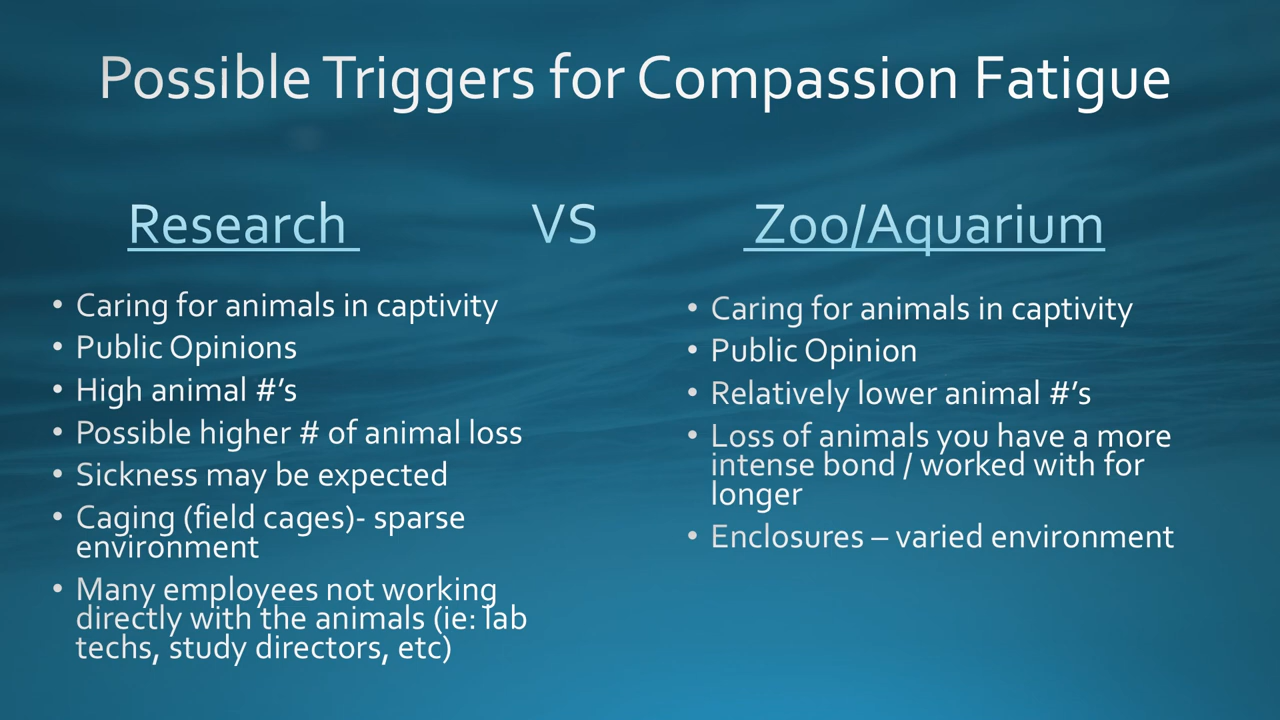 Possible Triggers for Compassion Fatigue
Research VS Zoo/Aquarium
• Caring for animals in captivity
• Public Opinions
• High animal #’s
• Possible higher # of animal loss
• Sickness may be expected
• Caging (field cages)- sparse
environment
• Many employees not working
directly with the animals (ie: lab
techs, study directors, etc)
• Caring for animals in captivity
• Public Opinion
• Relatively lower animal #’s
• Loss of animals you have a more
intense bond / worked with for
longer
• Enclosures – varied environment